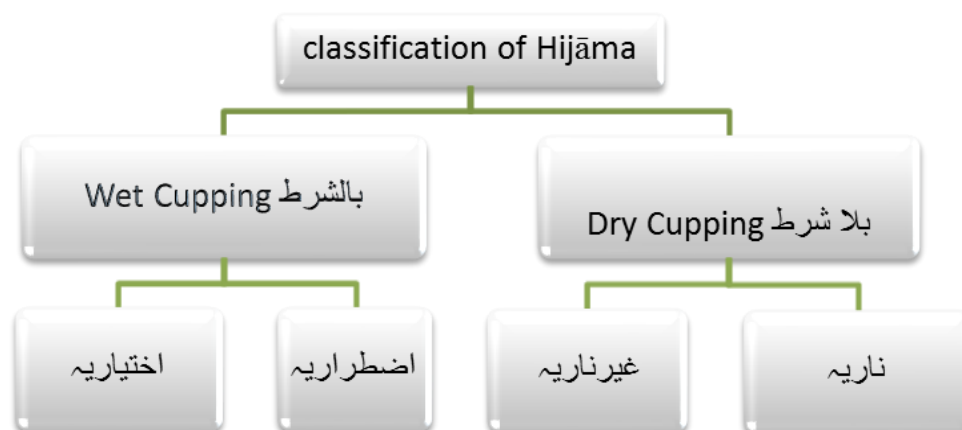 classification of Hijāma
Wet Cupping بالشرط
Dry Cupping بلا شرط
اختیاریہ
اضطراریہ
غیرناریہ
ناریہ